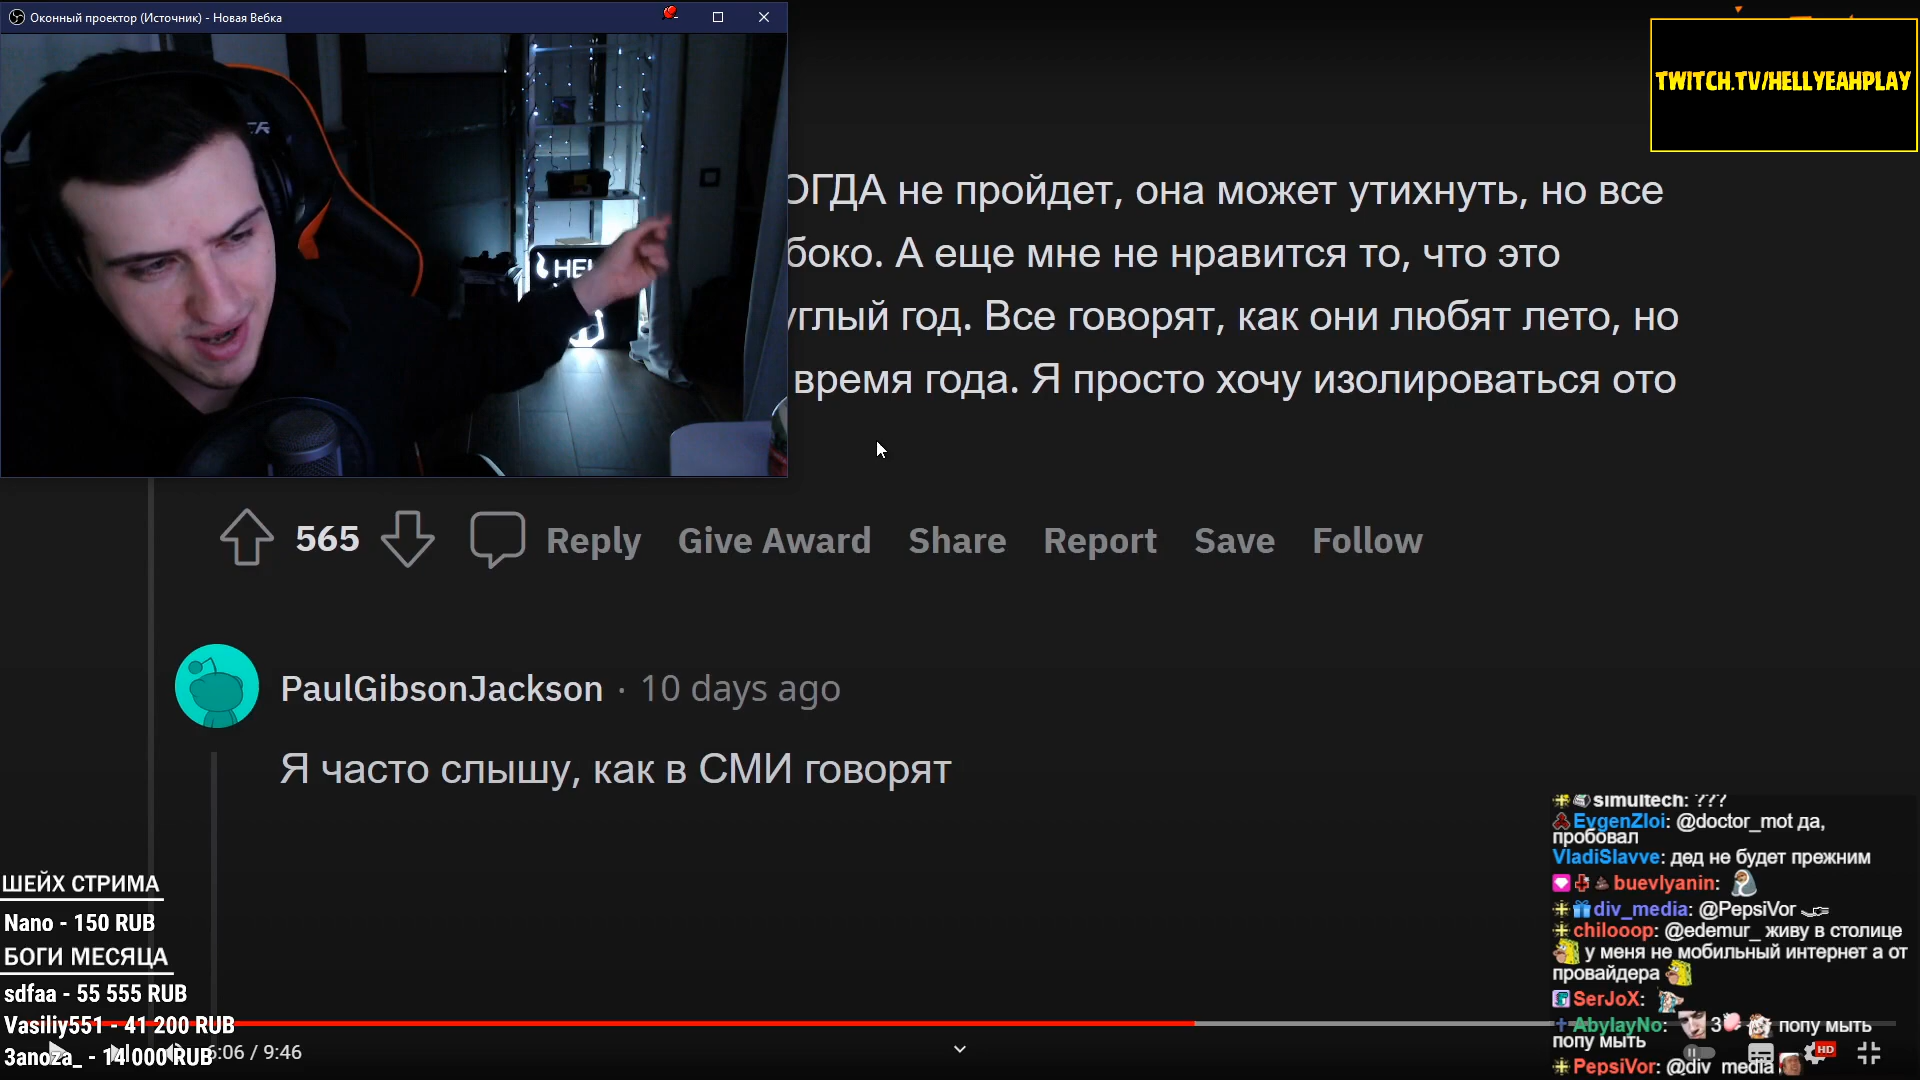 Оконный проектор (Источник) - Новая Вебка
TWITCH.TV/HELLYEAHPLAY
ОГДА не пройдет, она может утихнуть, но все
боко. А еще мне не нравится то, что это
углый год. Все говорят, как они любят лето, но
время года. Я просто хочу изолироваться ото
HEL
565 Reply Give Award Share Report Save Follow
PaulGibsonJackson · 10 days ago
Я часто слышу, как в СМИ говорят
ШЕЙХ СТРИМА
Nano - 150 RUB
БОГИ МЕСЯЦА
sdfaa - 55 555 RUB
Vasiliy551 - 41 200 RUB
3anoza_ - 14 000 RUB
6:06 / 9:46
simultech: ???
EvgenZloi: @doctor_mot да,
пробовал
VladiSlavve: дед не будет прежним
buevlyanin:
div_media: @PepsiVor
chilooop: @edemur_ живу в столице
у меня не мобильный интернет а от
провайдера
SerJoX:
AbylayNo: 3 попу мыть
попу мыть
PepsiVor: @div_media
HD